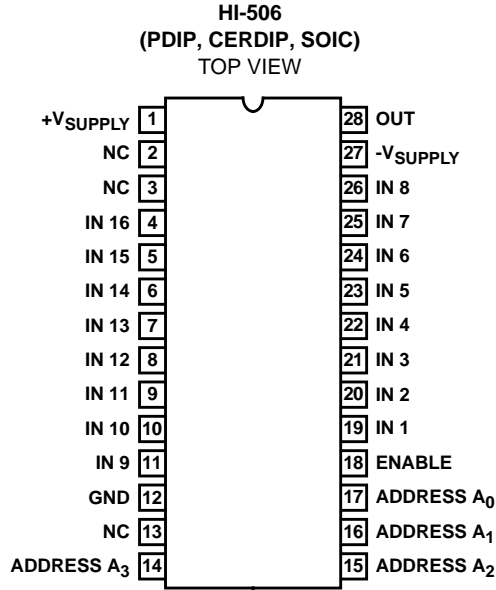 HI-506
(PDIP, CERDIP, SOIC)
TOP VIEW
+VSUPPLY 1 28 OUT
NC 2 27 -VSUPPLY
NC 3 26 IN 8
IN 16 4 25 IN 7
IN 15 5 24 IN 6
IN 14 6 23 IN 5
IN 13 7 22 IN 4
IN 12 8 21 IN 3
IN 11 9 20 IN 2
IN 10 10 19 IN 1
IN 9 11 18 ENABLE
GND 12 17 ADDRESS A0
NC 13 16 ADDRESS A1
ADDRESS A3 14 15 ADDRESS A2